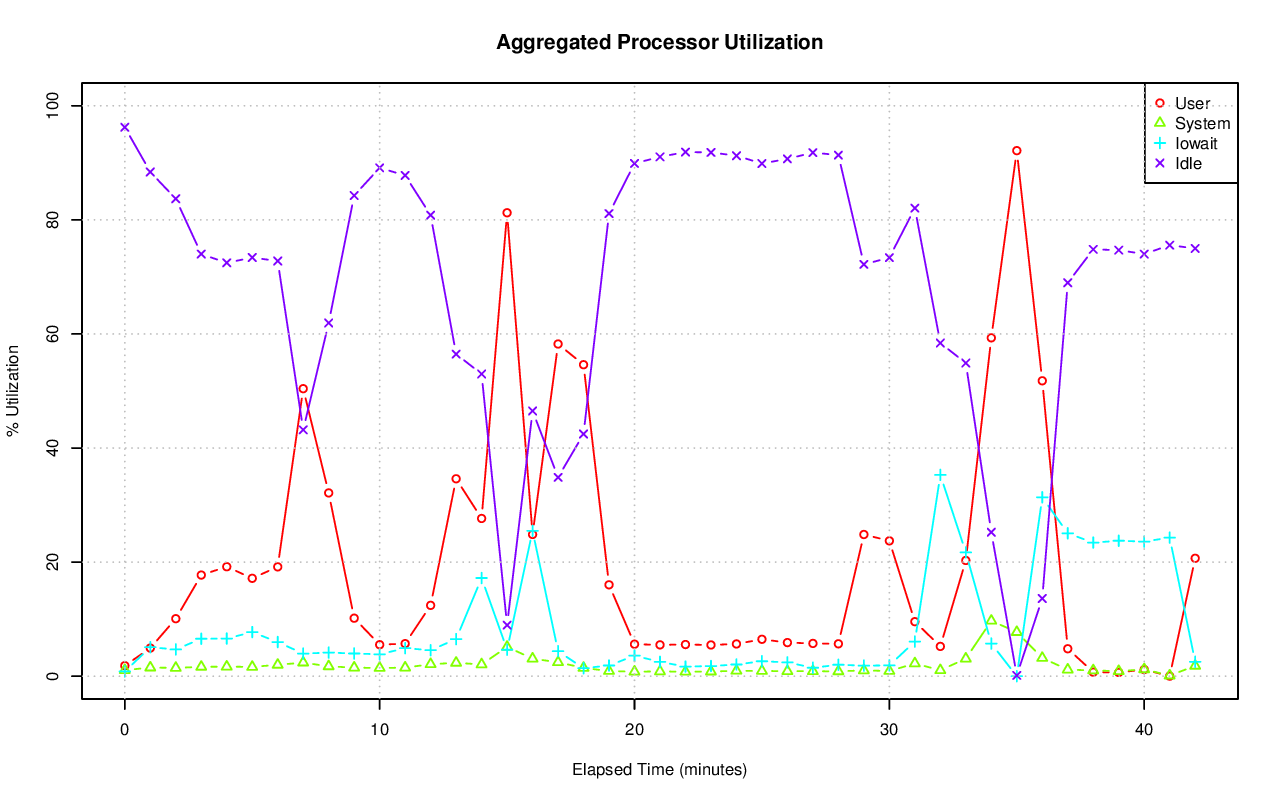 Aggregated Processor Utilization
100
80
60
40
20
0
% Utilization
User
System
Iowait
Idle
0
10
20
30
40
Elapsed Time (minutes)